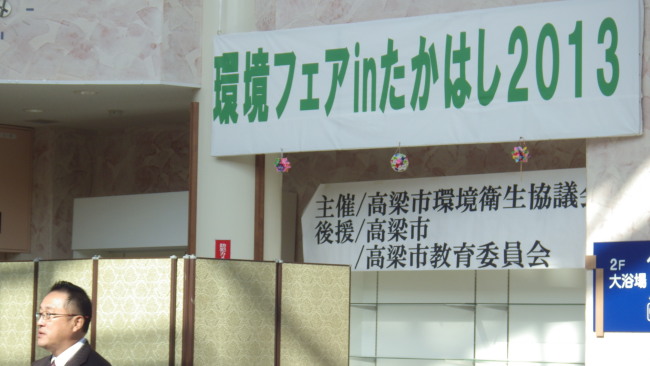 環境フェアinたかはし2013
主催/高梁市環境衛生協議会
後援/高梁市
/高梁市教育委員会
2F
大浴場